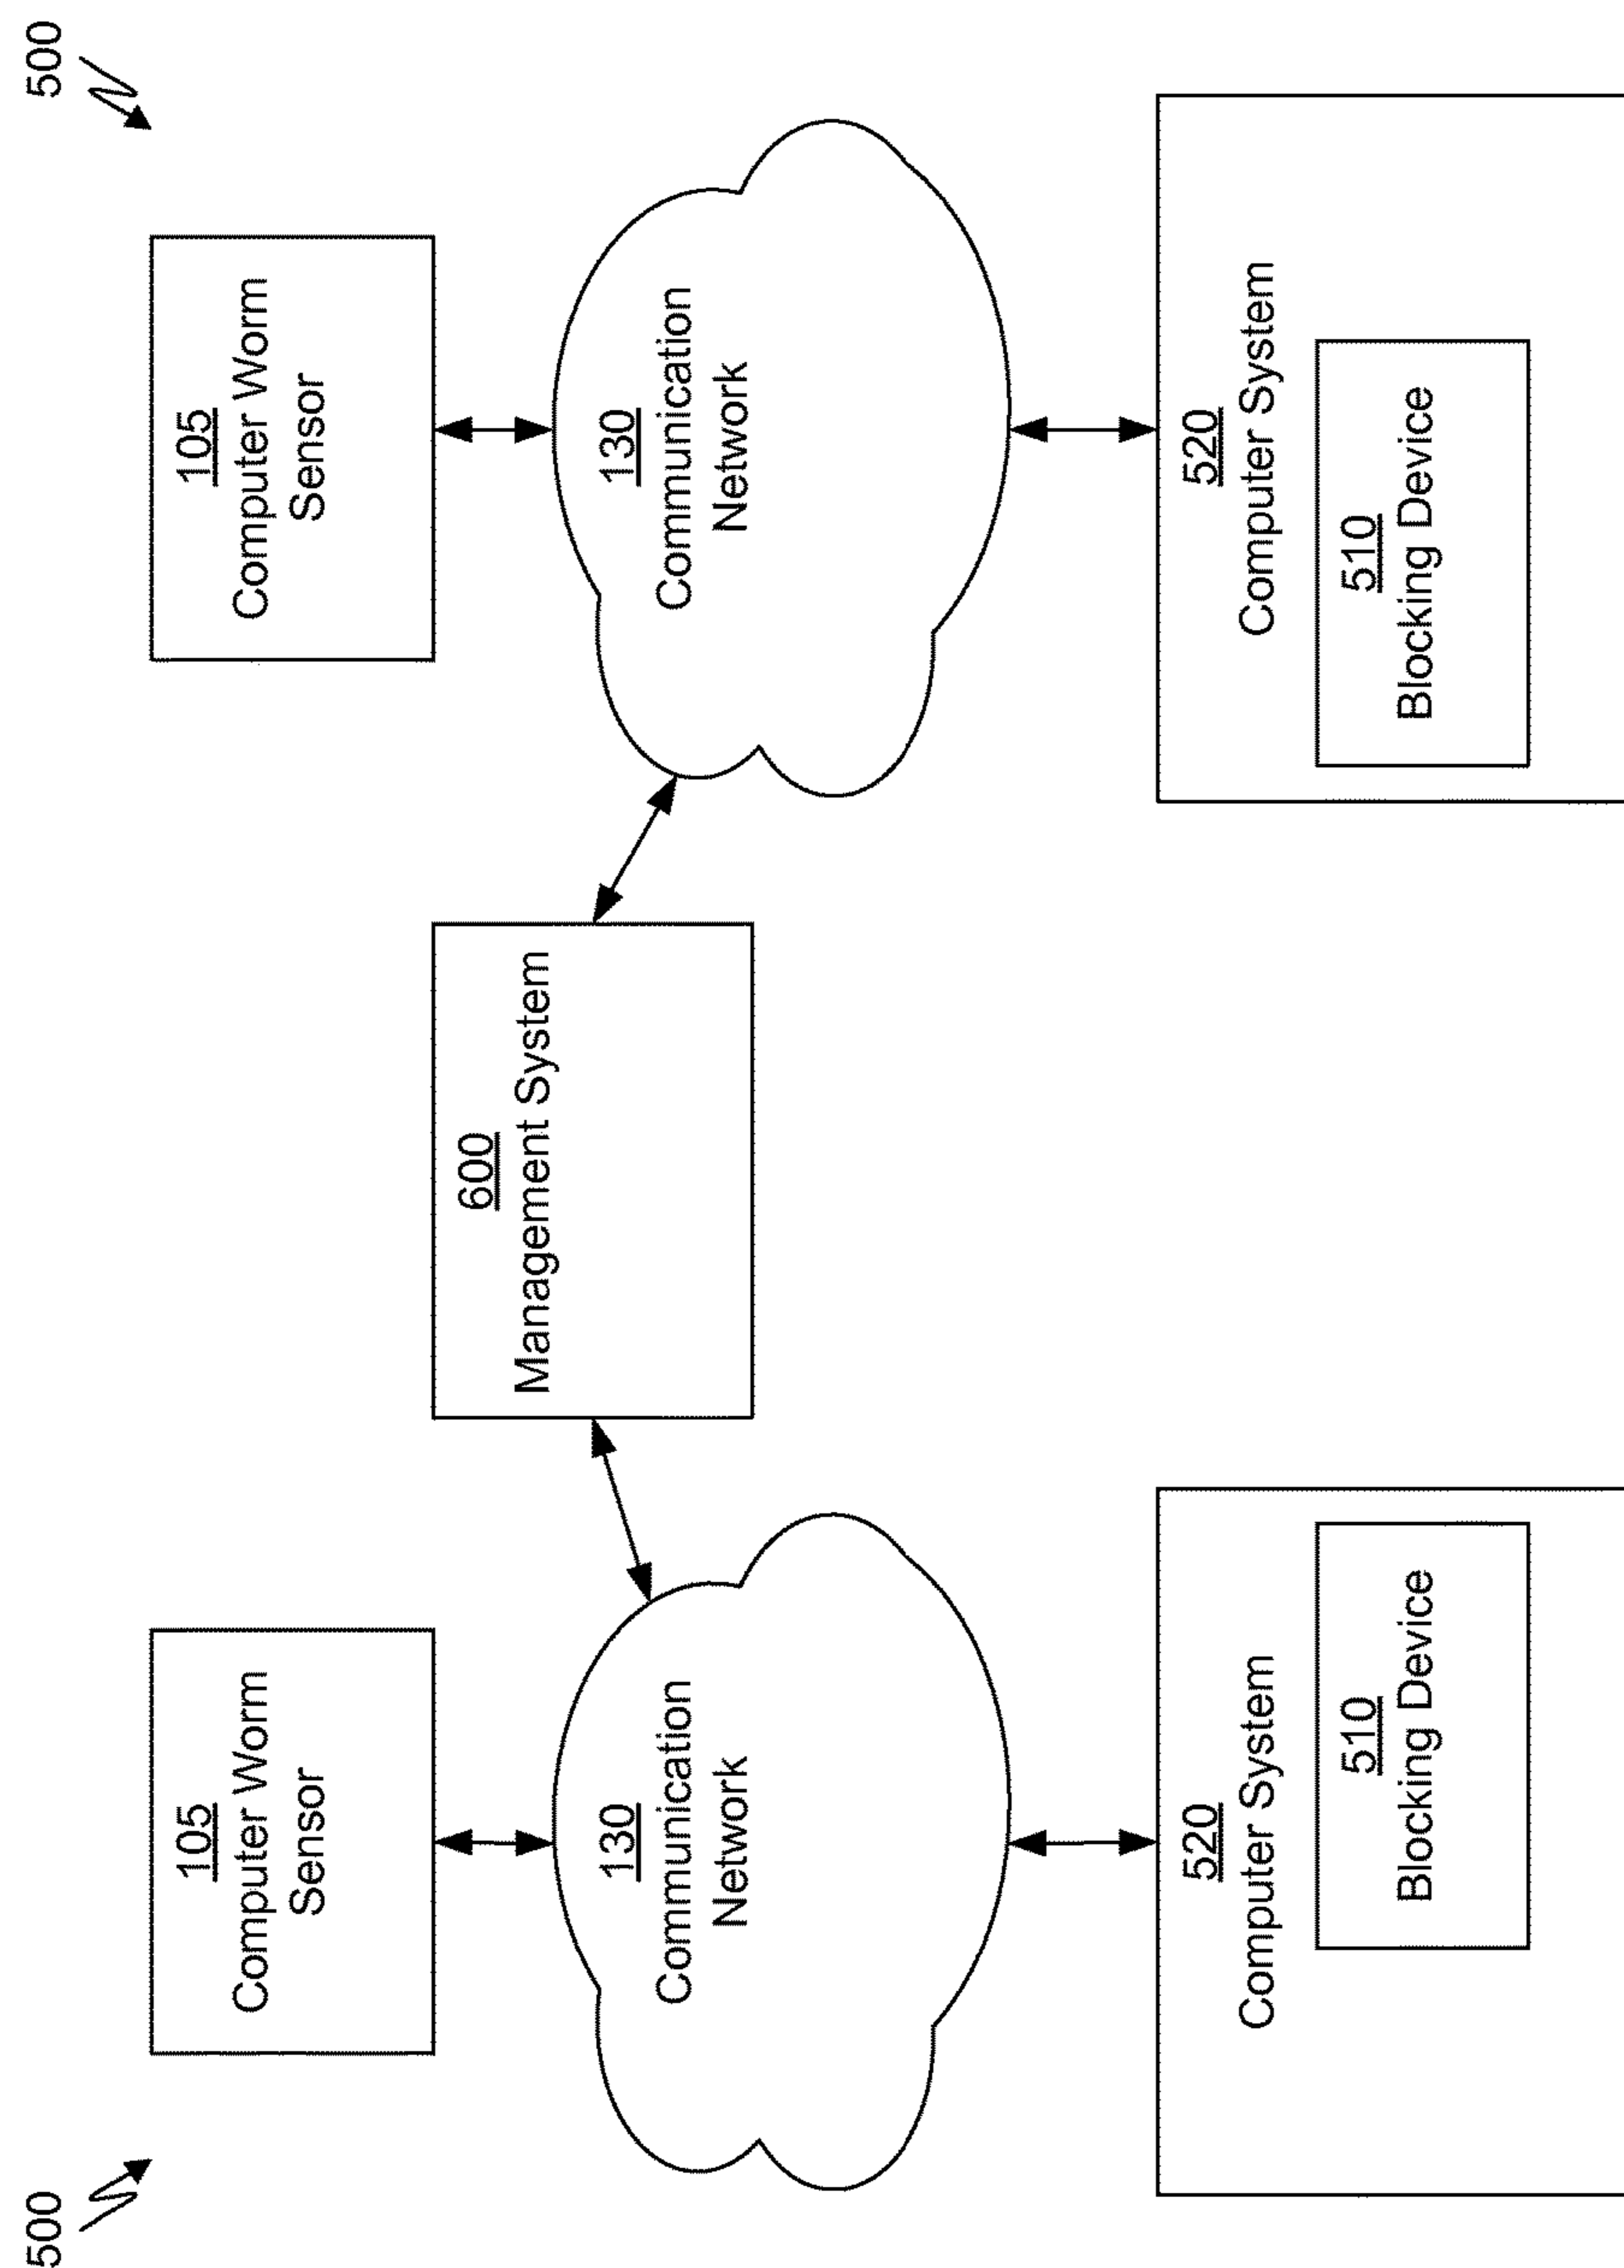 500
500
105
Computer Worm
Sensor
105
Computer Worm
Sensor
600
Management System
130
Communication
Network
130
Communication
Network
520
Computer System
510
Blocking Device
520
Computer System
510
Blocking Device